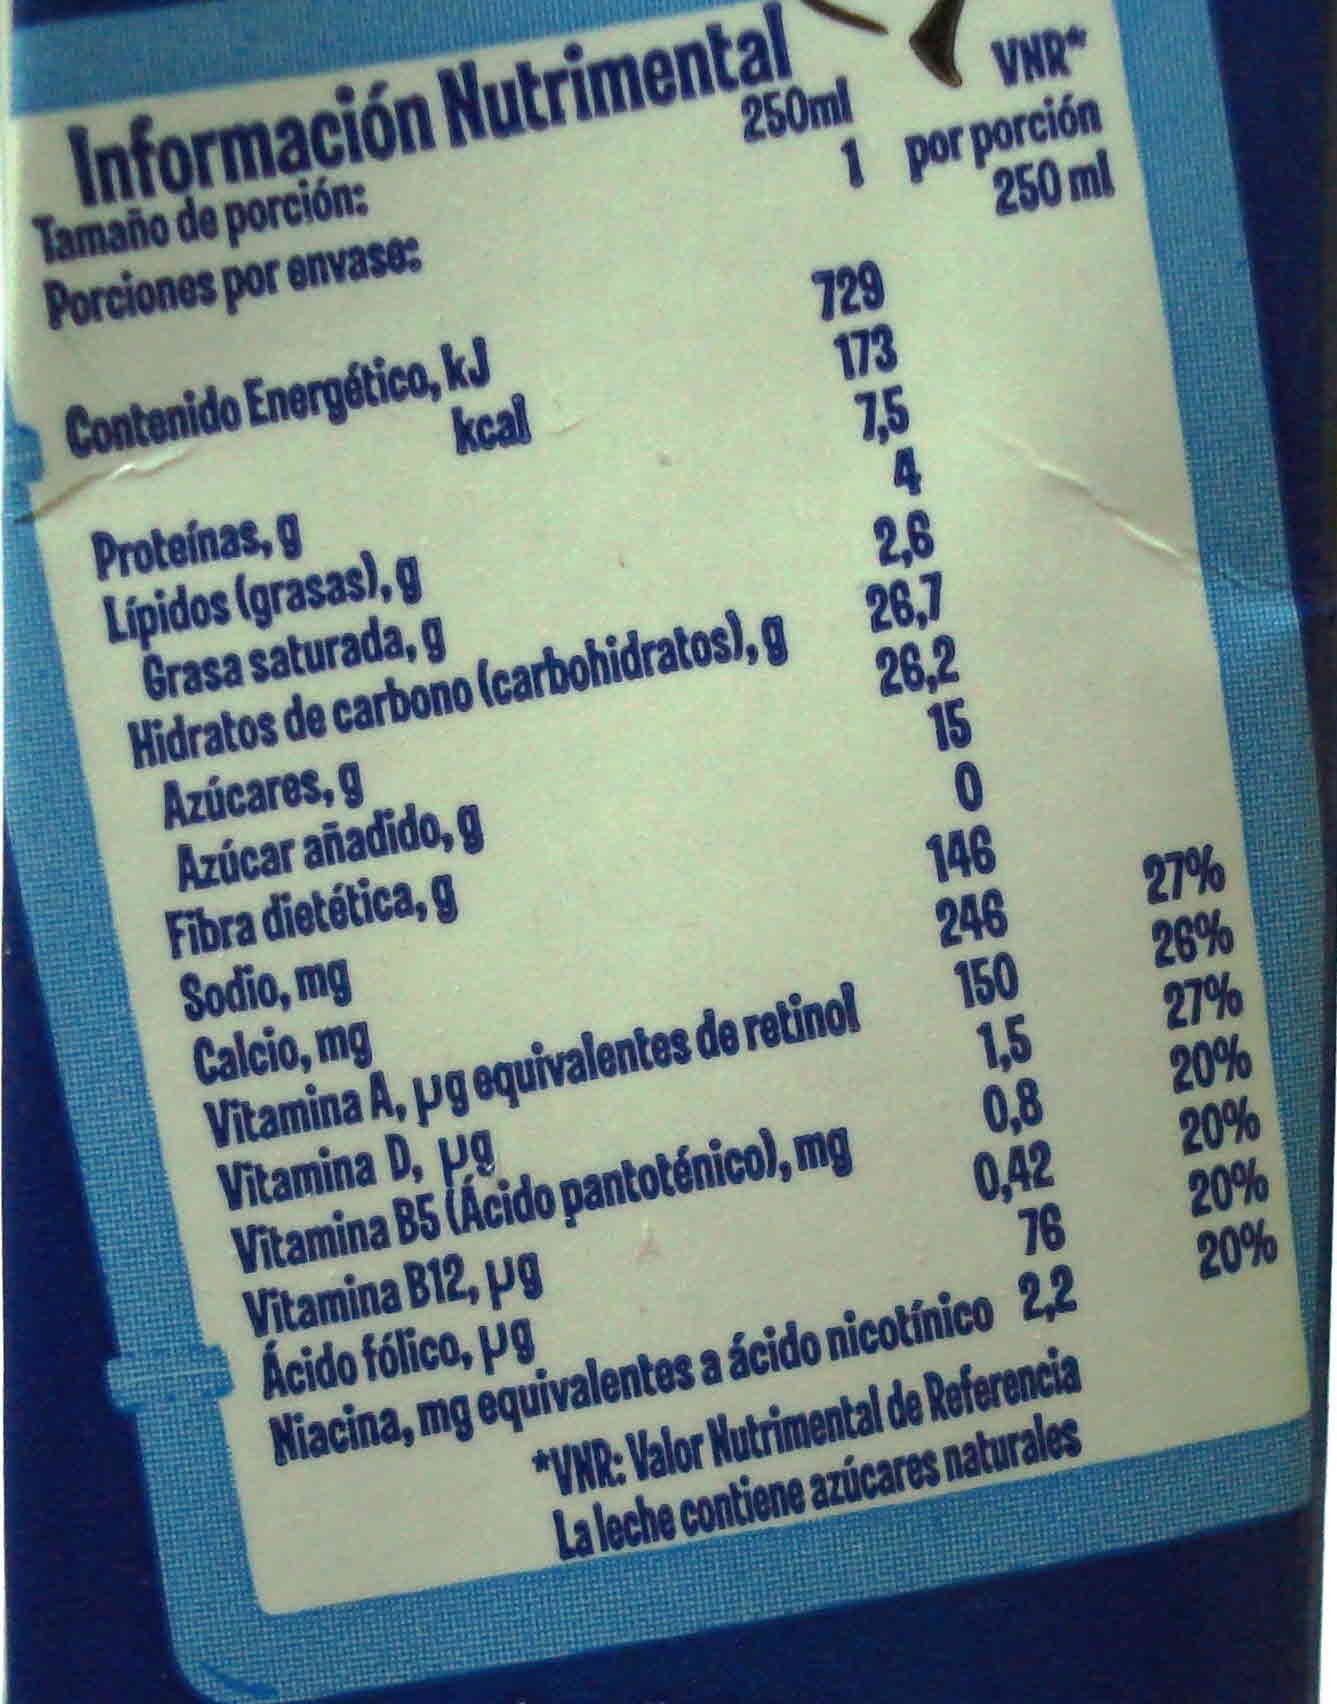 Información Nutrimental
Tamaño de porción: 250ml
Porciones por envase: 1
VNR*
por porción
250 ml
Contenido Energético, kJ 729
kcal 173
Proteínas, g 7,5
Lípidos (grasas), g 4
Grasa saturada, g 2,6
Hidratos de carbono (carbohidratos), g 26,7
Azúcares, g 26,2
Azúcar añadido, g 15
Fibra dietética, g 0
Sodio, mg 146
Calcio, mg 246 27%
Vitamina A, µg equivalentes de retinol 150 26%
Vitamina D, µg 1,5 27%
Vitamina B5 (Ácido pantoténico), mg 0,8 20%
Vitamina B12, µg 0,42 20%
Ácido fólico, µg 76 20%
Niacina, mg equivalentes a ácido nicotínico 2,2 20%
*VNR: Valor Nutrimental de Referencia
La leche contiene azúcares naturales